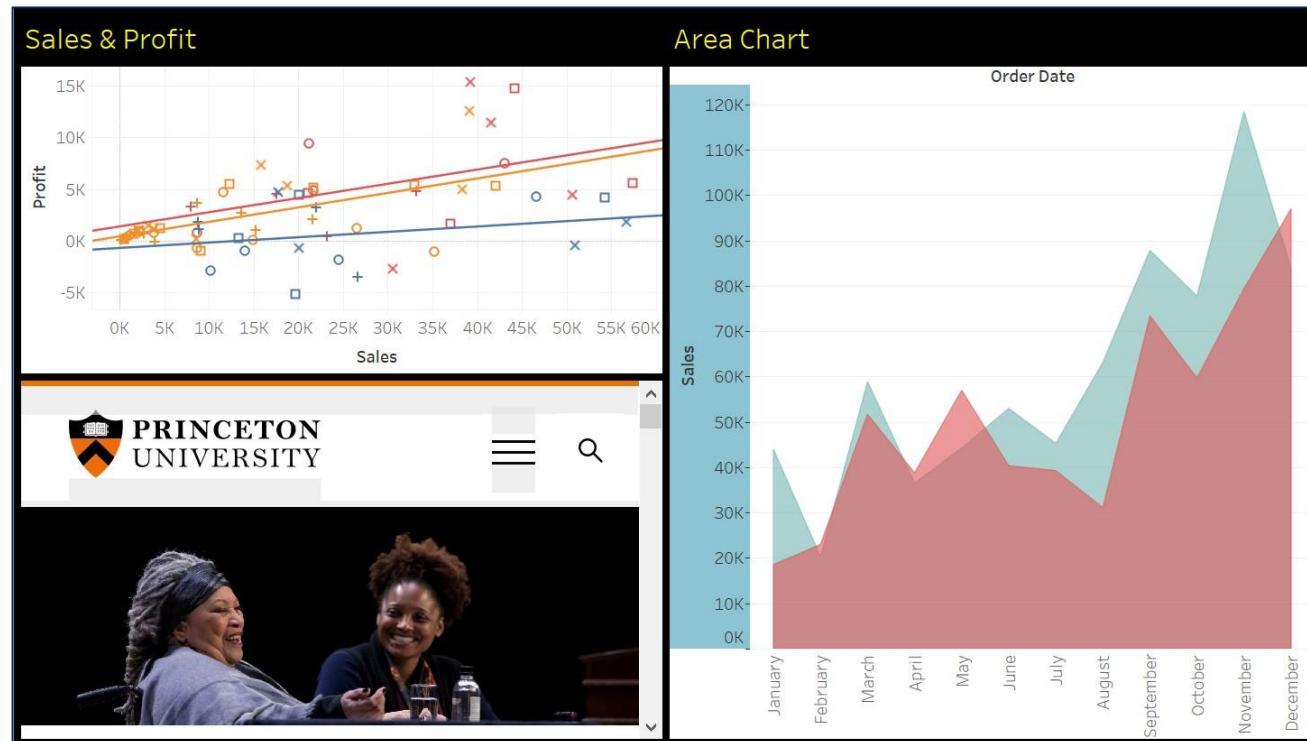 Sales & Profit
15K
10K
5K
0K
-5K
Profit
0K 5K 10K 15K 20K 25K 30K 35K 40K 45K 50K 55K 60K
Sales
PRINCETON
UNIVERSITY
Area Chart
Order Date
120K
110K
100K
90K
80K
70K
60K
50K
40K
30K
20K
10K
0K
Sales
January
February
March
April
May
June
July
August
September
October
November
December